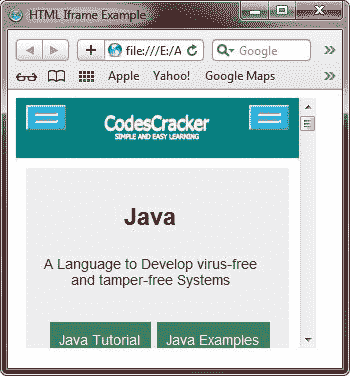 HTML Iframe Example
file:///E:/A
Google
Apple Yahoo! Google Maps
CodesCracker
SIMPLE AND EASY LEARNING
Java
A Language to Develop virus-free
and tamper-free Systems
Java Tutorial Java Examples